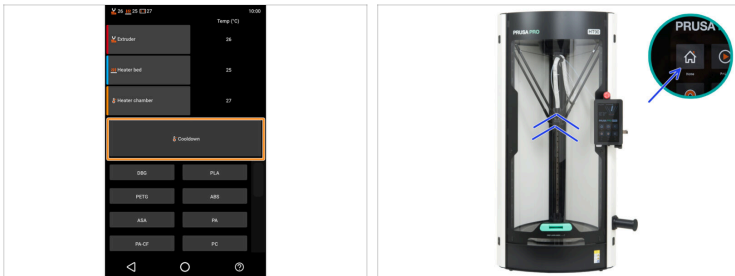 26 25 27 10:00
Temp (°C)
Extruder 26
Heater bed 25
Heater chamber 27
Cooldown
DBG PLA
PETG ABS
ASA PA
PA-CF PC
PRUSA PRO HT90
PRUSA
Home